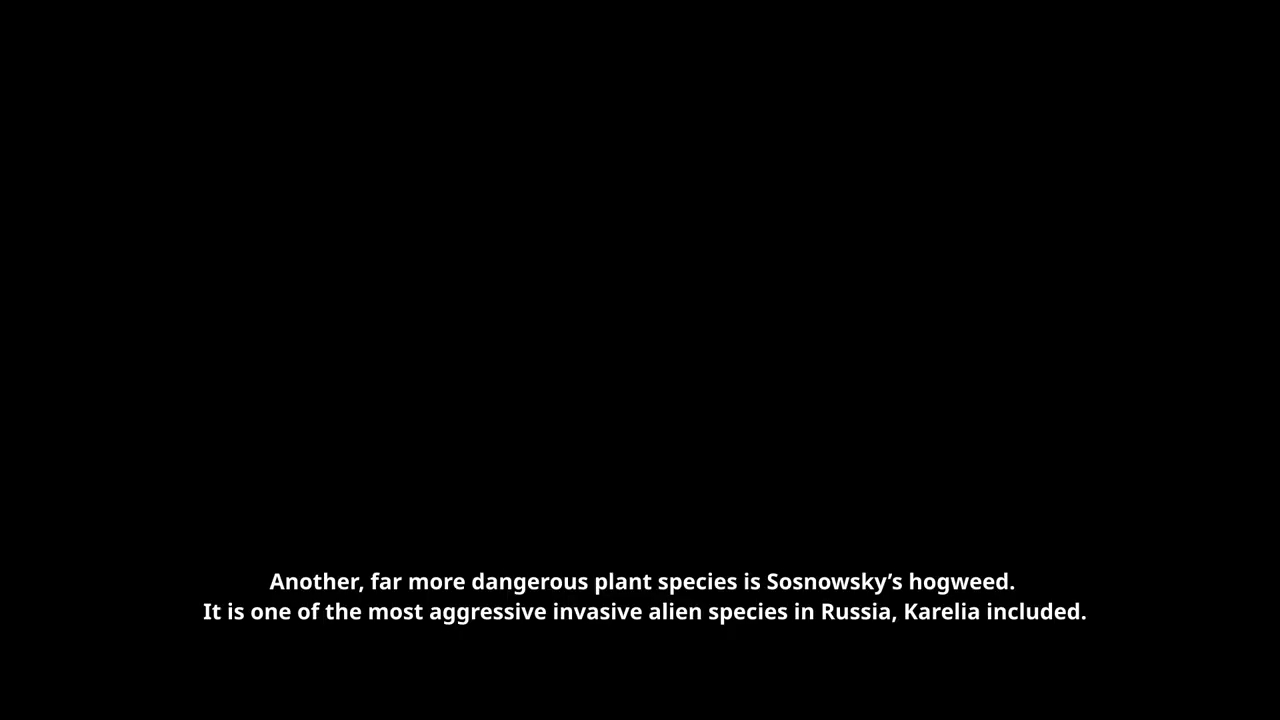 Another, far more dangerous plant species is Sosnowsky’s hogweed.
It is one of the most aggressive invasive alien species in Russia, Karelia included.